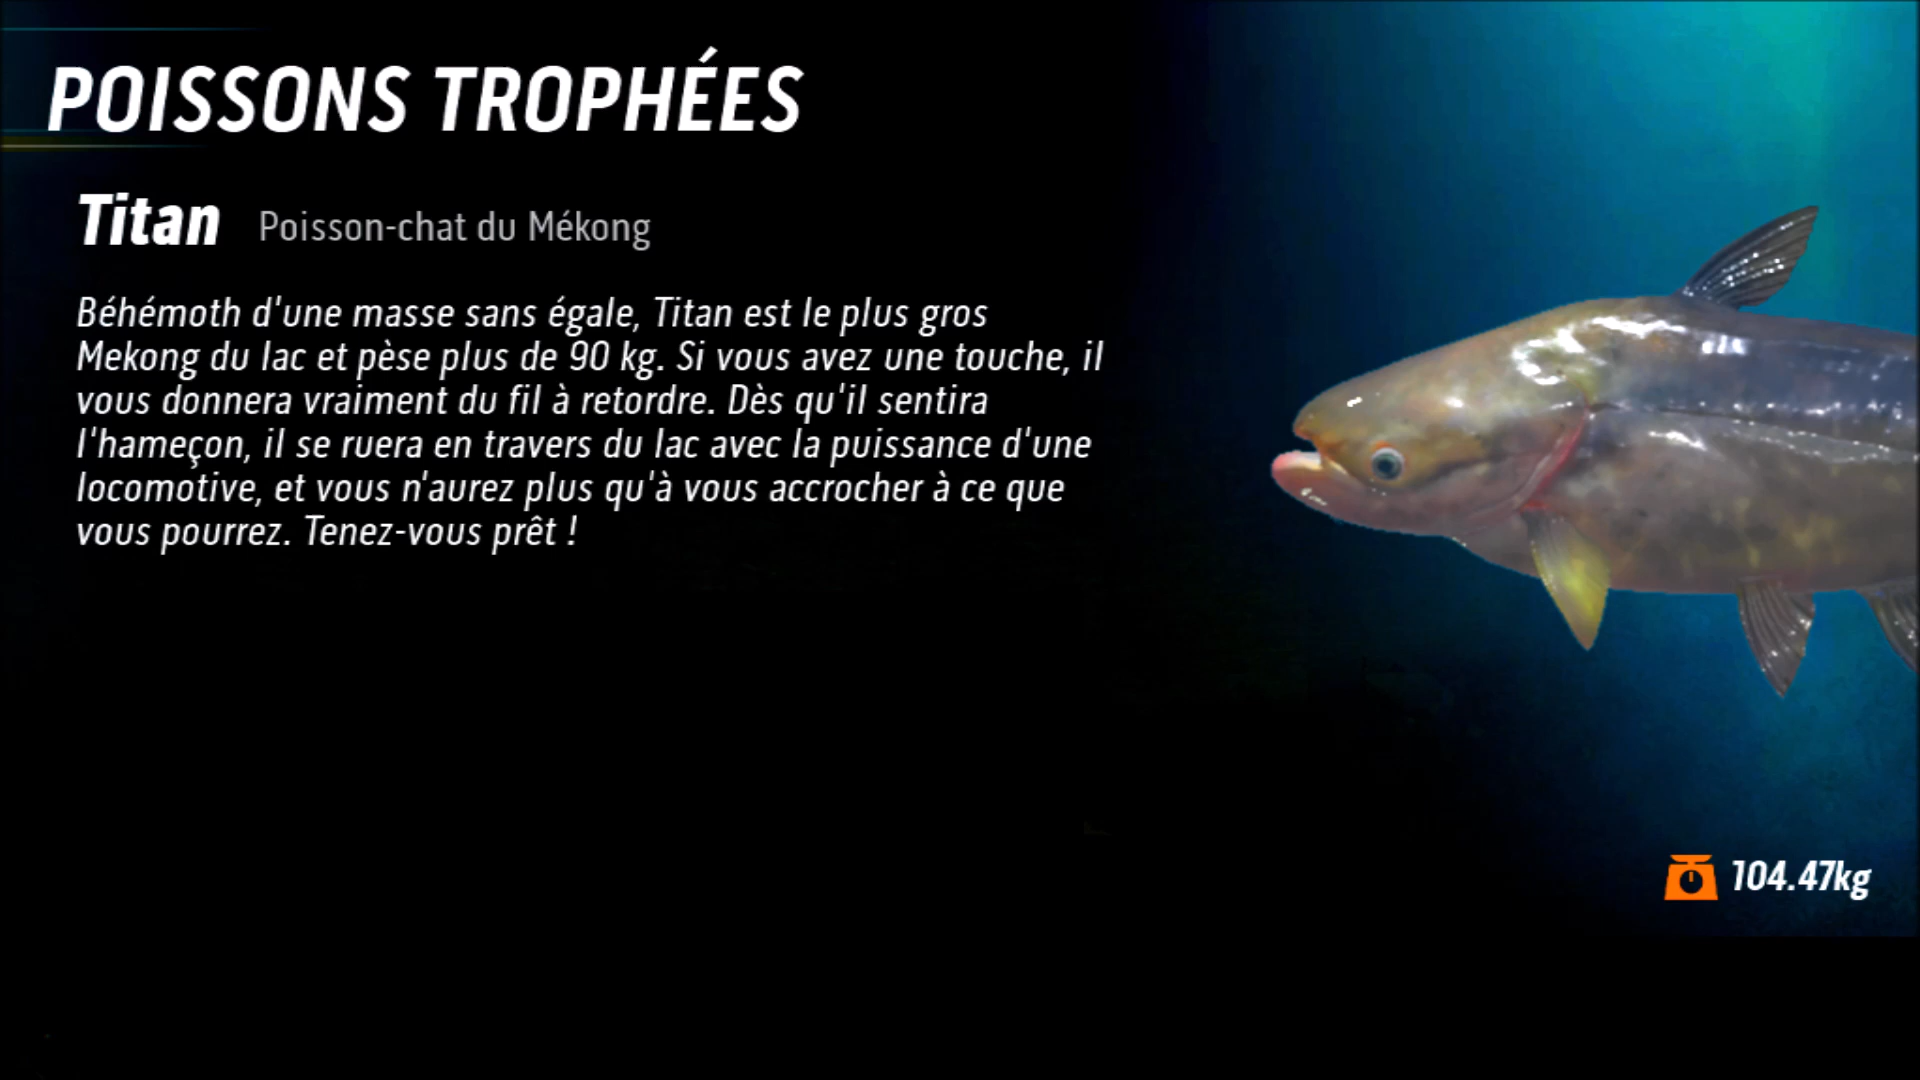 POISSONS TROPHÉES
Titan Poisson-chat du Mékong
Béhémoth d'une masse sans égale, Titan est le plus gros
Mekong du lac et pèse plus de 90 kg. Si vous avez une touche, il
vous donnera vraiment du fil à retordre. Dès qu'il sentira
l'hameçon, il se ruera en travers du lac avec la puissance d'une
locomotive, et vous n'aurez plus qu'à vous accrocher à ce que
vous pourrez. Tenez-vous prêt !
104.47kg